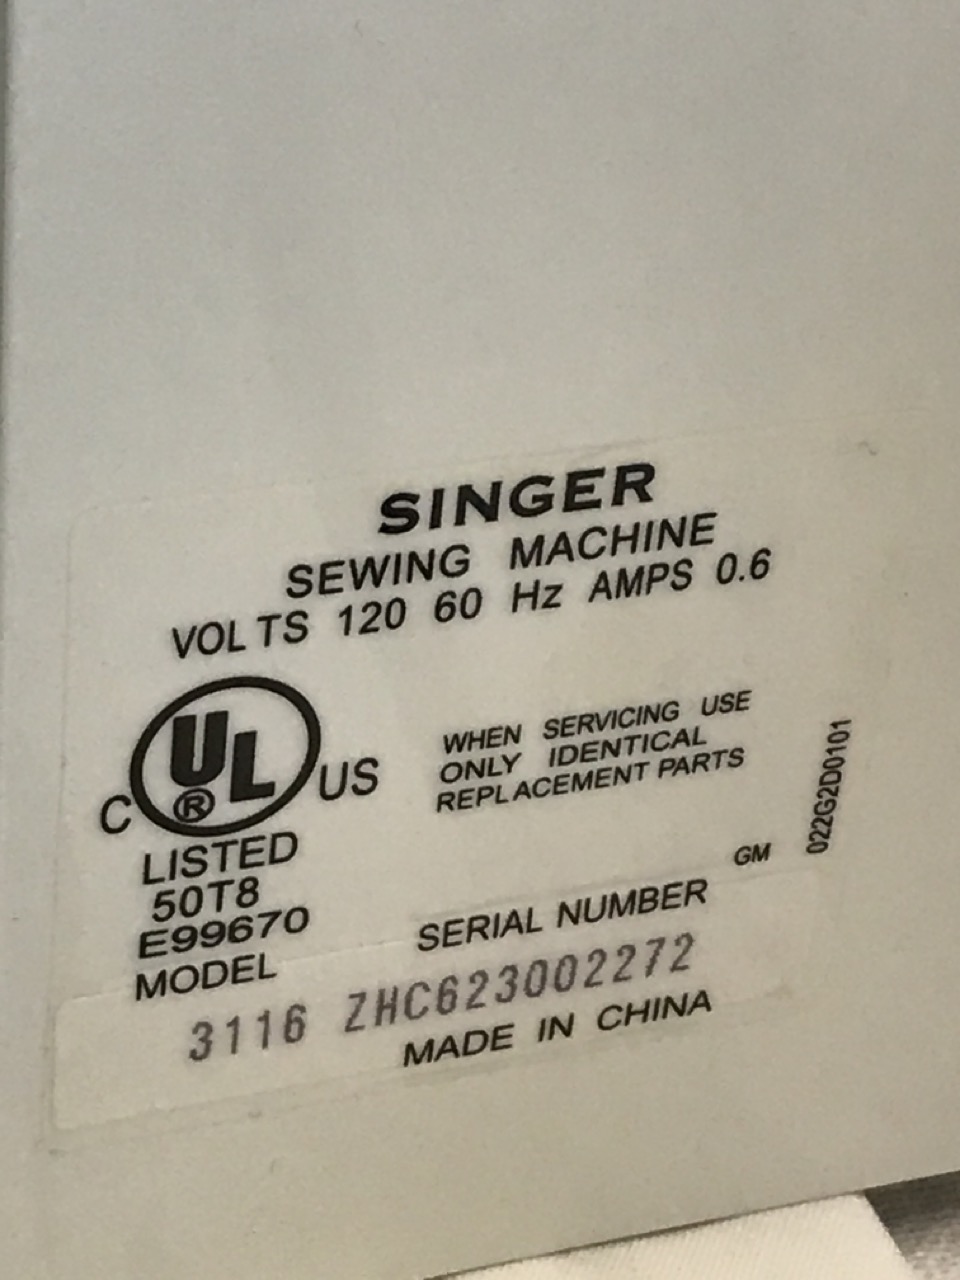 SINGER
SEWING MACHINE
VOLTS 120 60 Hz AMPS 0.6
C UL US
®
WHEN SERVICING USE
ONLY IDENTICAL
REPLACEMENT PARTS
022G2D0101
LISTED
50T8
E99670
GM
MODEL
SERIAL NUMBER
3116 ZHC623002272
MADE IN CHINA